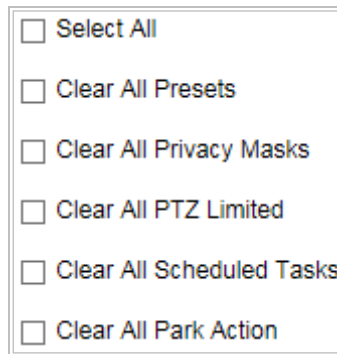 Select All
Clear All Presets
Clear All Privacy Masks
Clear All PTZ Limited
Clear All Scheduled Tasks
Clear All Park Action